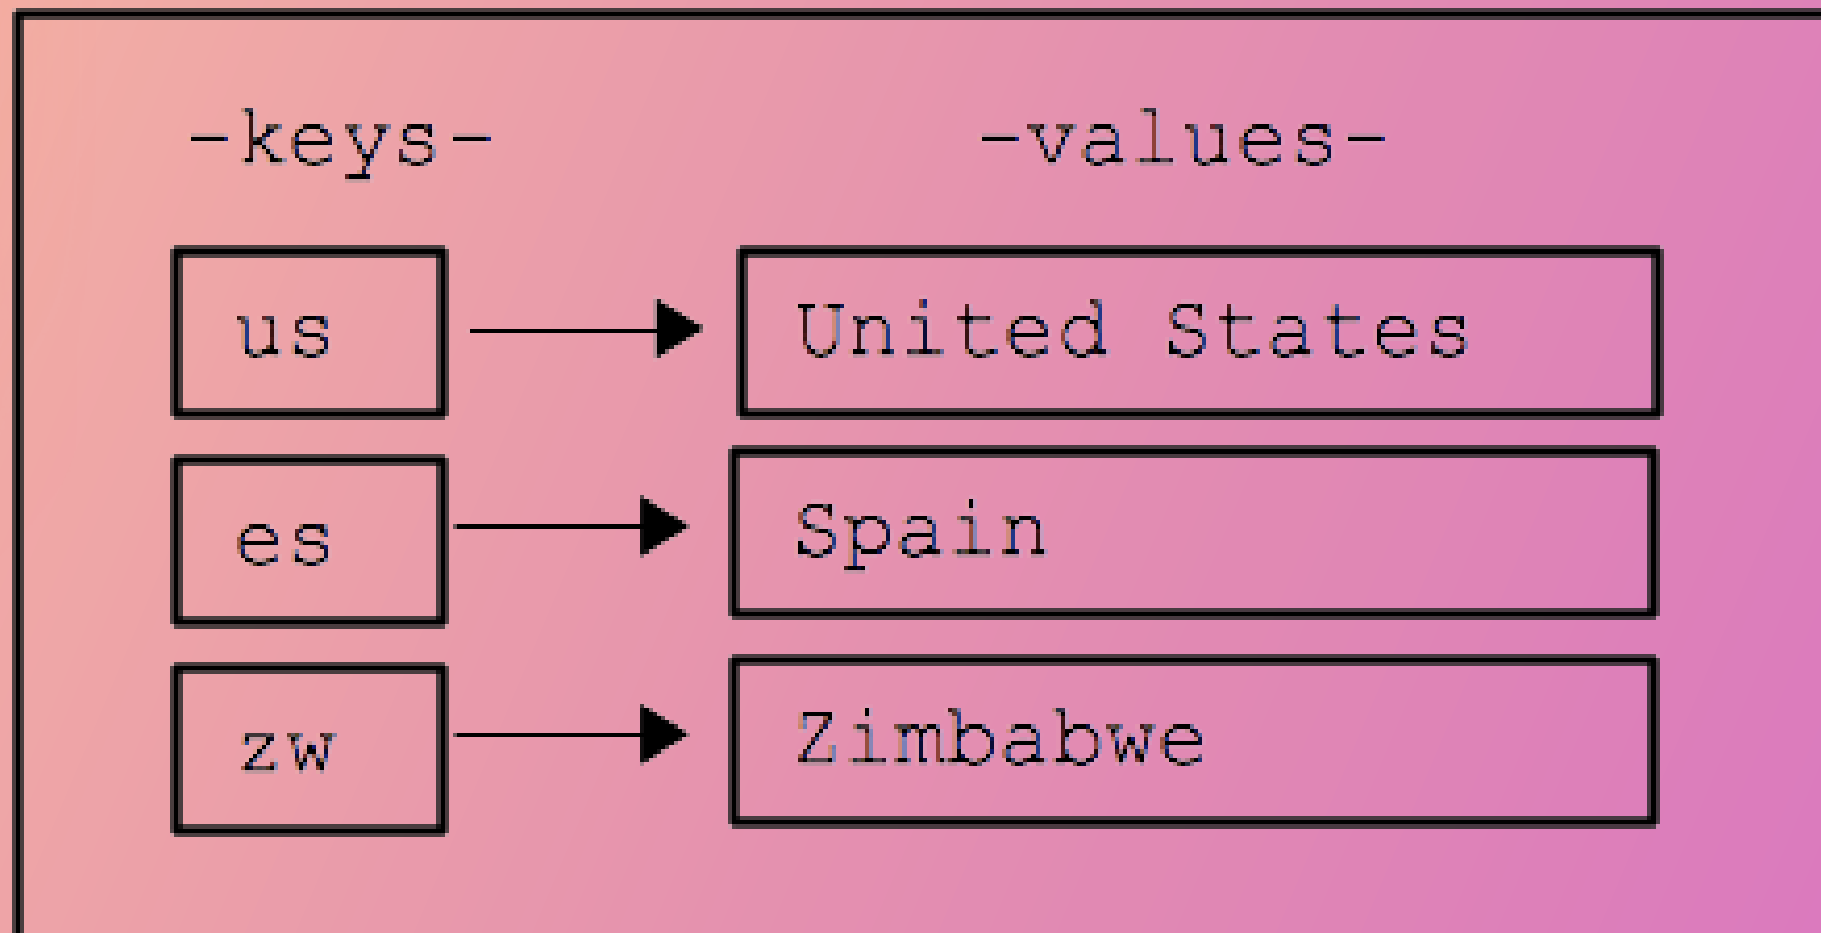 -keys- -values-
us United States
es Spain
zw Zimbabwe